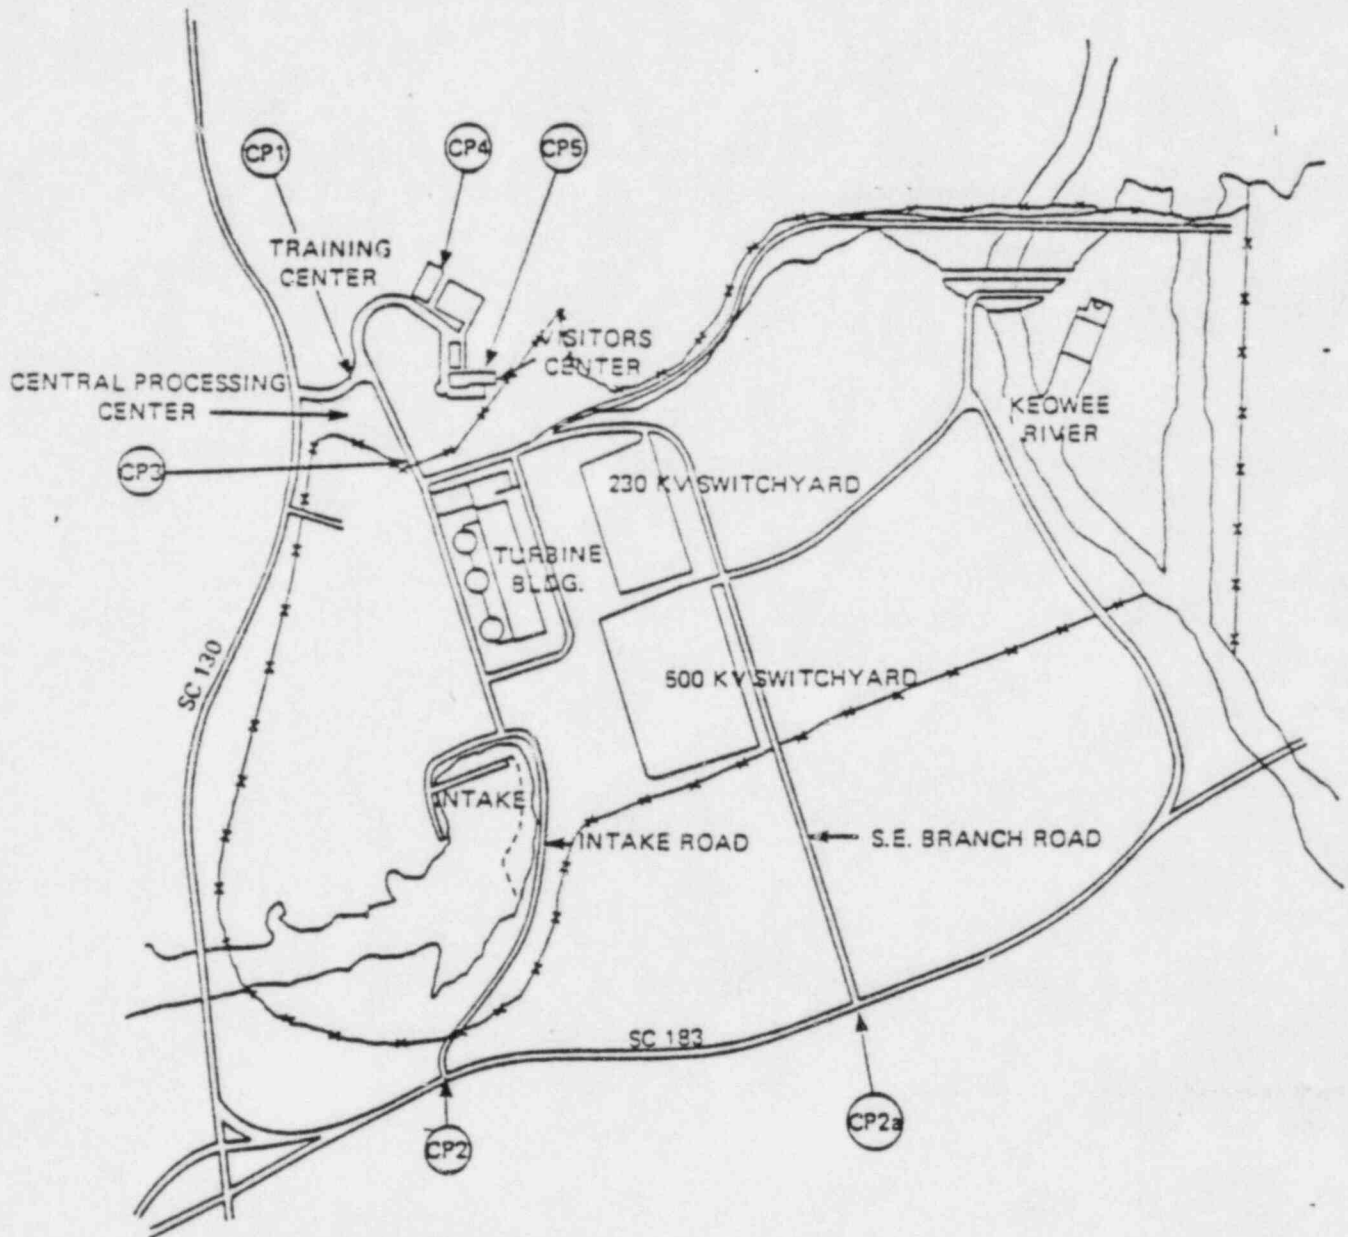 CP1
CP4
CP5
TRAINING
CENTER
VISITORS
CENTER
CENTRAL PROCESSING
CENTER
KEOWEE
RIVER
CP3
230 KV SWITCHYARD
TURBINE
BLDG.
SC 130
500 KV SWITCHYARD
INTAKE
INTAKE ROAD
S.E. BRANCH ROAD
SC 183
CP2a
CP2